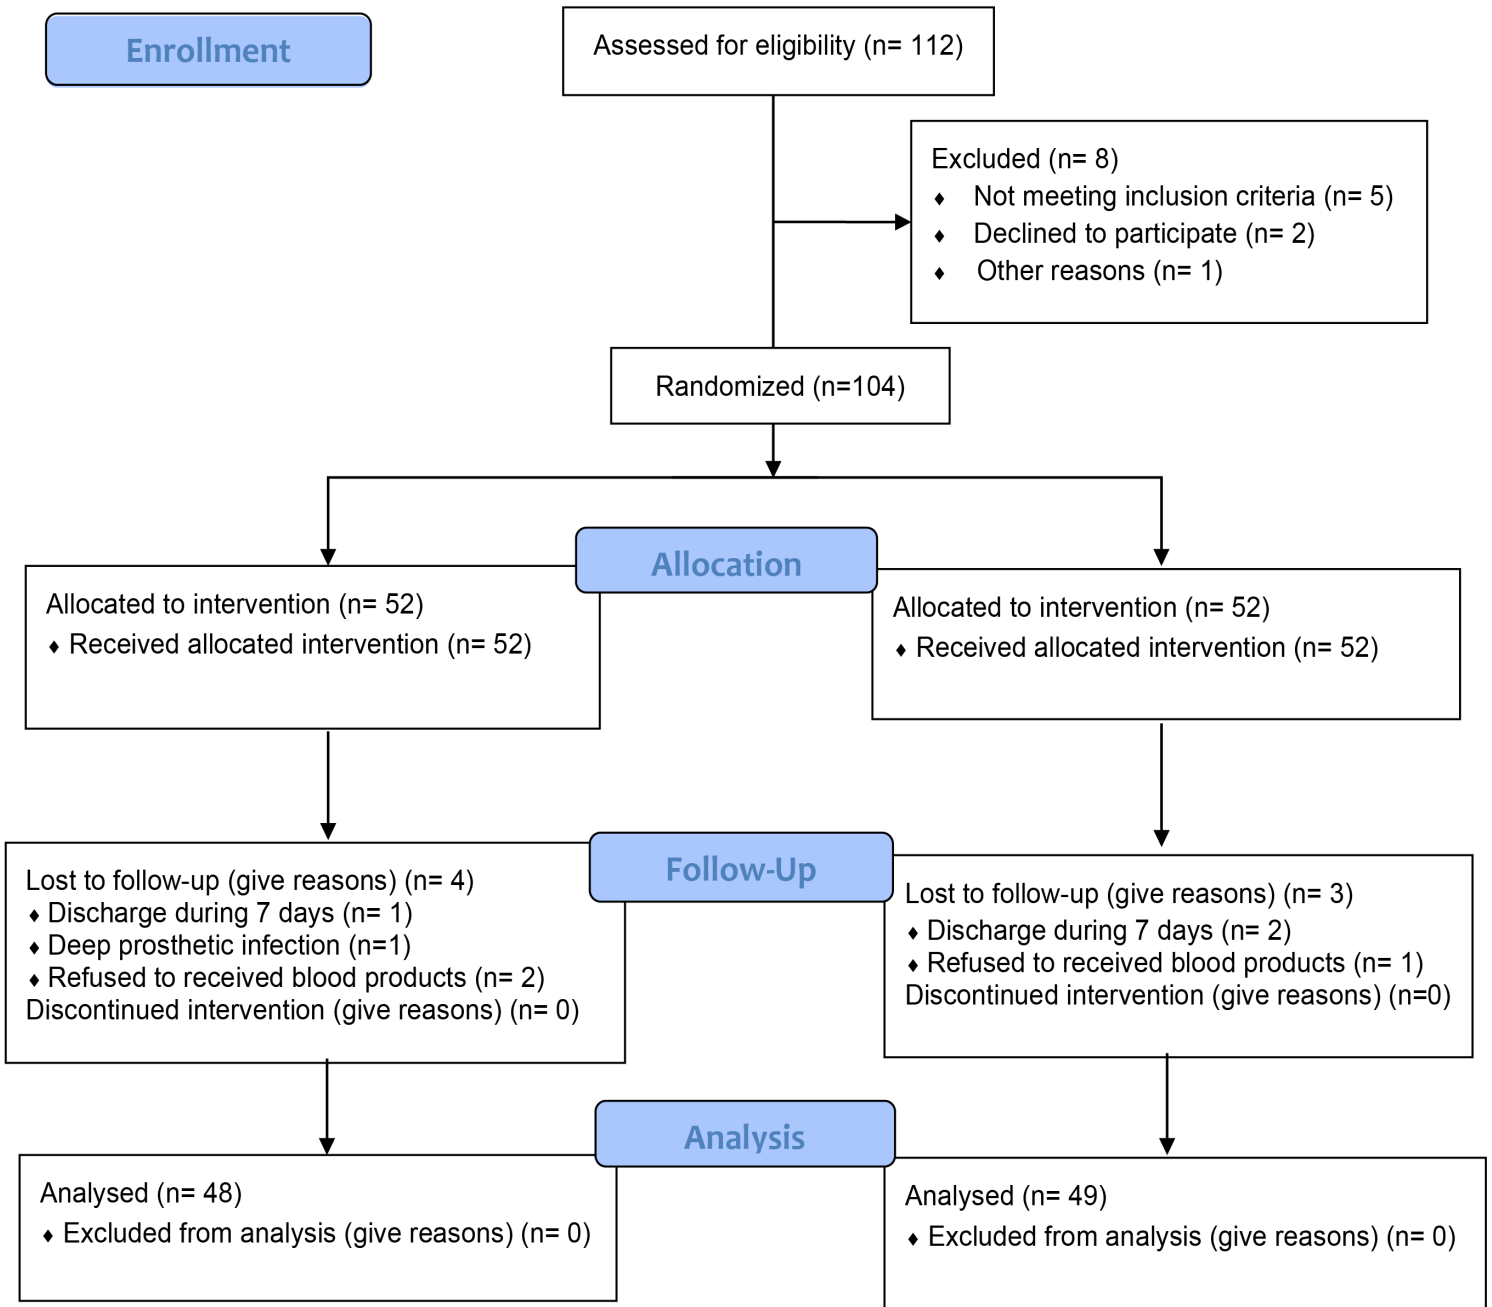 Enrollment
Assessed for eligibility (n= 112)
Excluded (n= 8)
♦ Not meeting inclusion criteria (n= 5)
♦ Declined to participate (n= 2)
♦ Other reasons (n= 1)
Randomized (n=104)
Allocation
Allocated to intervention (n= 52)
♦ Received allocated intervention (n= 52)
Allocated to intervention (n= 52)
♦ Received allocated intervention (n= 52)
Follow-Up
Lost to follow-up (give reasons) (n= 4)
♦ Discharge during 7 days (n= 1)
♦ Deep prosthetic infection (n=1)
♦ Refused to received blood products (n= 2)
Discontinued intervention (give reasons) (n= 0)
Lost to follow-up (give reasons) (n= 3)
♦ Discharge during 7 days (n= 2)
♦ Refused to received blood products (n= 1)
Discontinued intervention (give reasons) (n=0)
Analysis
Analysed (n= 48)
♦ Excluded from analysis (give reasons) (n= 0)
Analysed (n= 49)
♦ Excluded from analysis (give reasons) (n= 0)